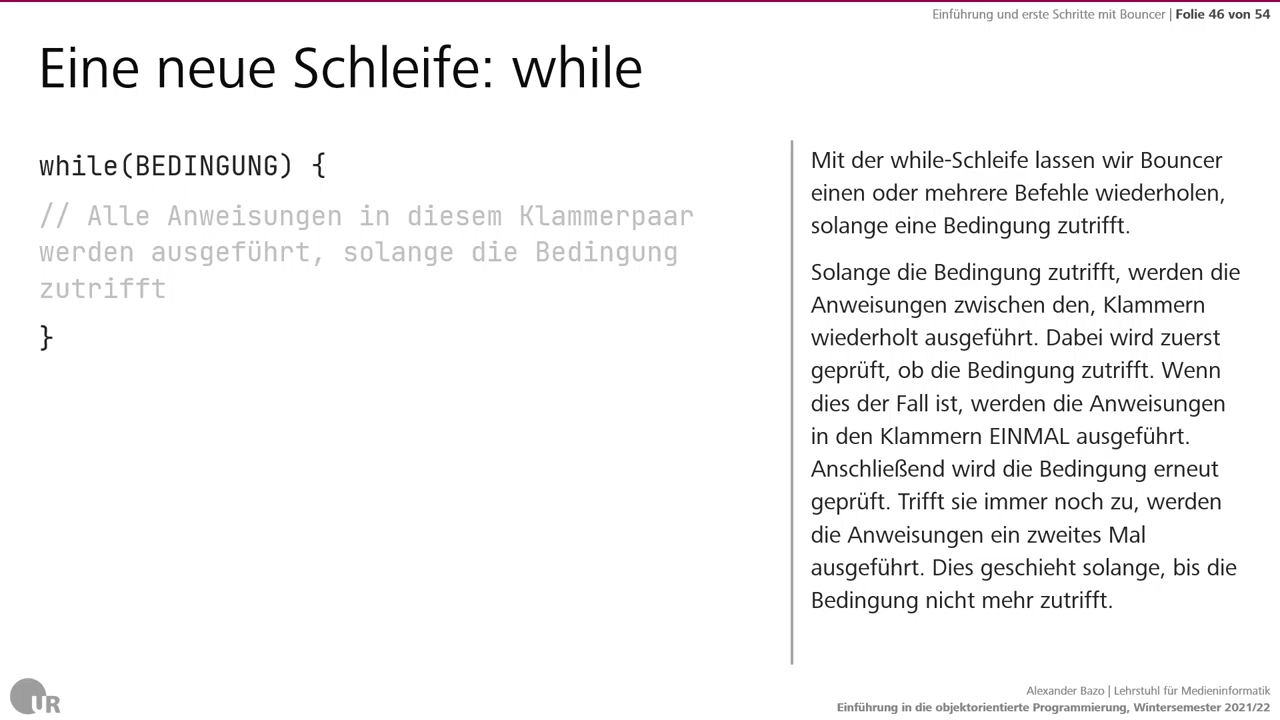 Einführung und erste Schritte mit Bouncer | Folie 46 von 54
Eine neue Schleife: while
while(BEDINGUNG) {
// Alle Anweisungen in diesem Klammerpaar
werden ausgeführt, solange die Bedingung
zutrifft
}
Mit der while-Schleife lassen wir Bouncer
einen oder mehrere Befehle wiederholen,
solange eine Bedingung zutrifft.
Solange die Bedingung zutrifft, werden die
Anweisungen zwischen den, Klammern
wiederholt ausgeführt. Dabei wird zuerst
geprüft, ob die Bedingung zutrifft. Wenn
dies der Fall ist, werden die Anweisungen
in den Klammern EINMAL ausgeführt.
Anschließend wird die Bedingung erneut
geprüft. Trifft sie immer noch zu, werden
die Anweisungen ein zweites Mal
ausgeführt. Dies geschieht solange, bis die
Bedingung nicht mehr zutrifft.
UR
Alexander Bazo | Lehrstuhl für Medieninformatik
Einführung in die objektorientierte Programmierung, Wintersemester 2021/22